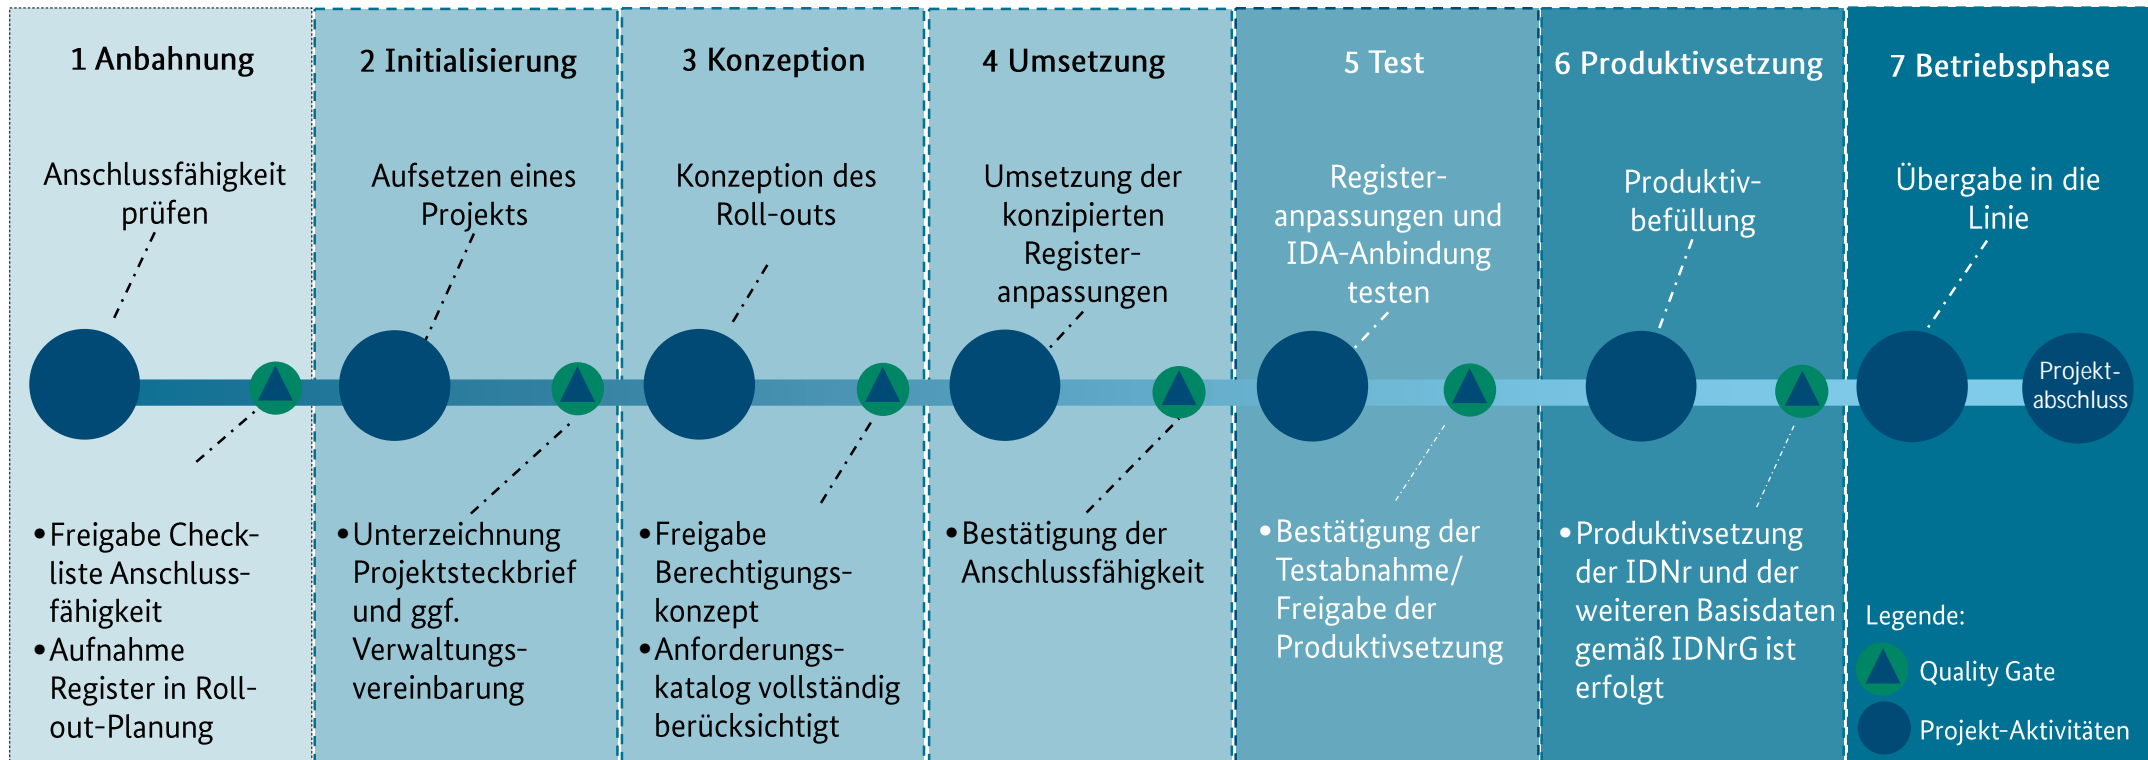 1 Anbahnung
Anschlussfähigkeit
prüfen
•Freigabe Check-
liste Anschluss-
fähigkeit
•Aufnahme
Register in Roll-
out-Planung
2 Initialisierung
Aufsetzen eines
Projekts
•Unterzeichnung
Projektsteckbrief
und ggf.
Verwaltungs-
vereinbarung
3 Konzeption
Konzeption des
Roll-outs
•Freigabe
Berechtigungs-
konzept
•Anforderungs-
katalog vollständig
berücksichtigt
4 Umsetzung
Umsetzung der
konzipierten
Register-
anpassungen
•Bestätigung der
Anschlussfähigkeit
5 Test
Register-
anpassungen und
IDA-Anbindung
testen
•Bestätigung der
Testabnahme/
Freigabe der
Produktivsetzung
6 Produktivsetzung
Produktiv-
befüllung
•Produktivsetzung
der IDNr und der
weiteren Basisdaten
gemäß IDNrG ist
erfolgt
7 Betriebsphase
Übergabe in die
Linie
Projekt-
abschluss
Legende:
Quality Gate
Projekt-Aktivitäten